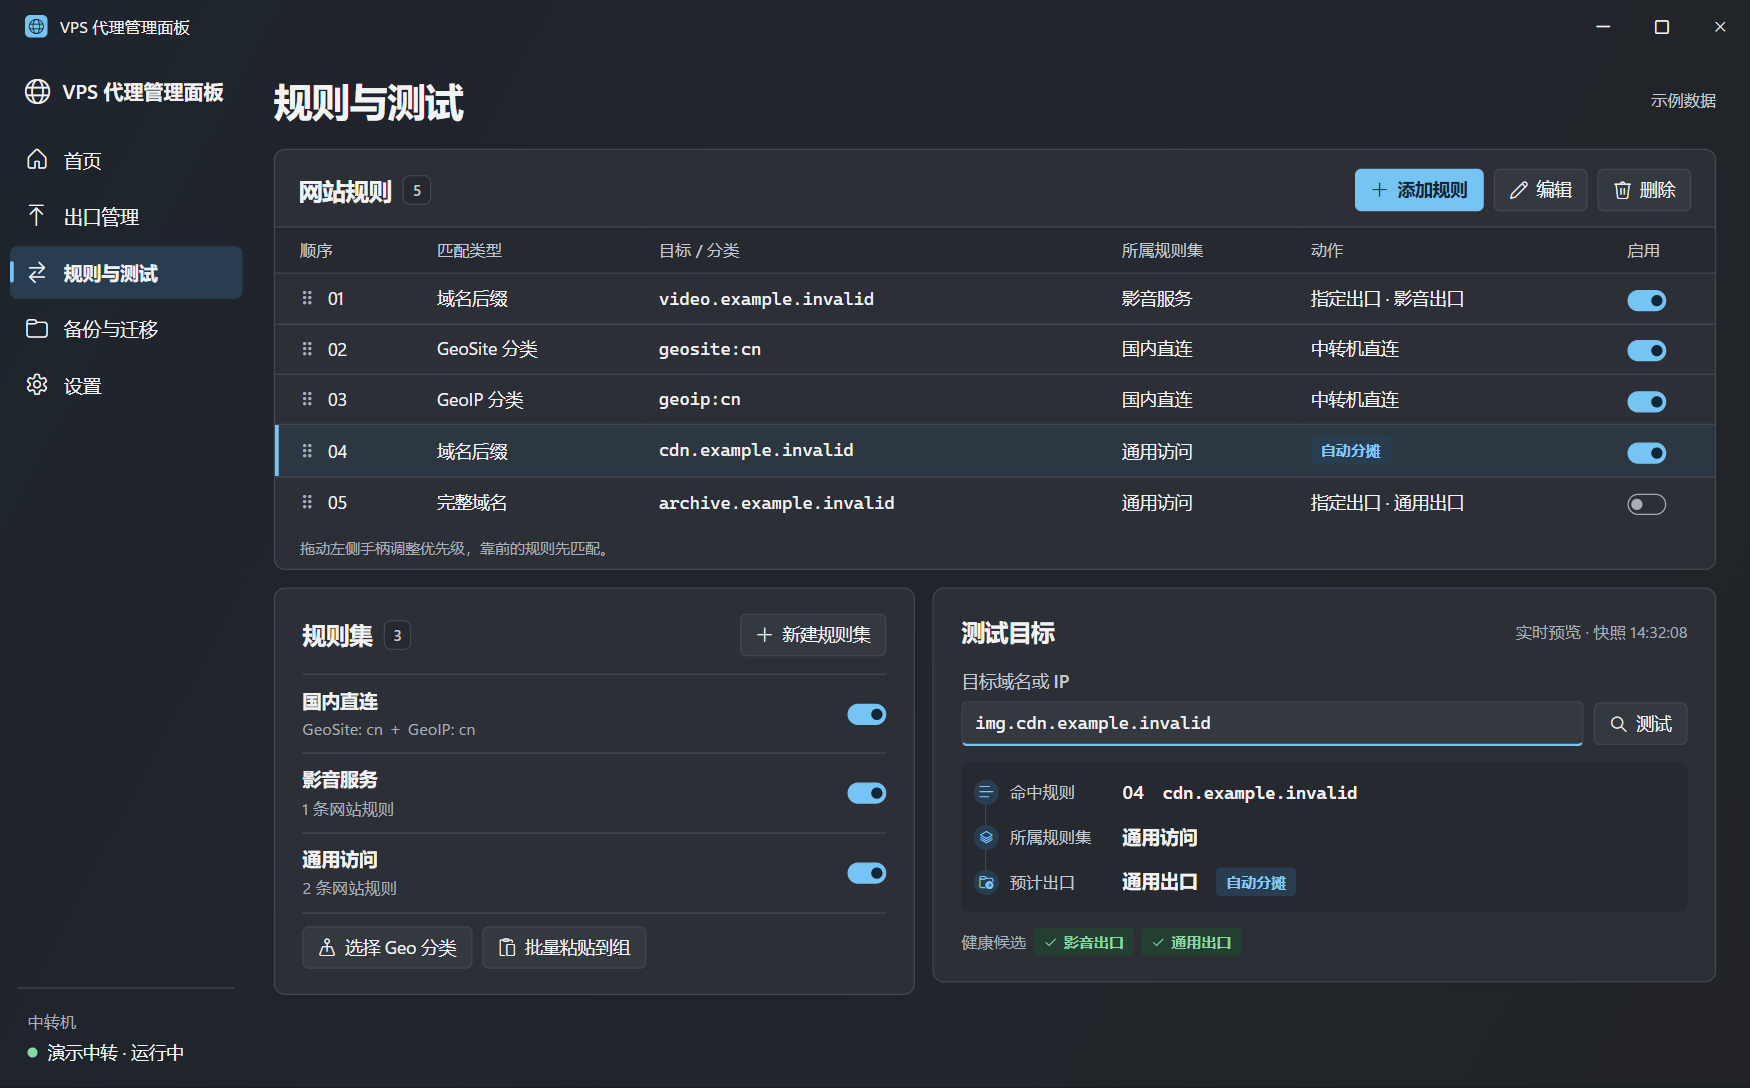 VPS 代理管理面板
VPS 代理管理面板
首页
出口管理
规则与测试
备份与迁移
设置
中转机
演示中转 · 运行中
规则与测试
示例数据
网站规则 5
添加规则 编辑 删除
顺序 匹配类型 目标 / 分类 所属规则集 动作 启用
01 域名后缀 video.example.invalid 影音服务 指定出口 · 影音出口
02 GeoSite 分类 geosite:cn 国内直连 中转机直连
03 GeoIP 分类 geoip:cn 国内直连 中转机直连
04 域名后缀 cdn.example.invalid 通用访问 自动分摊
05 完整域名 archive.example.invalid 通用访问 指定出口 · 通用出口
拖动左侧手柄调整优先级，靠前的规则先匹配。
规则集 3
新建规则集
国内直连
GeoSite: cn + GeoIP: cn
影音服务
1 条网站规则
通用访问
2 条网站规则
选择 Geo 分类 批量粘贴到组
测试目标
实时预览 · 快照 14:32:08
目标域名或 IP
img.cdn.example.invalid 测试
命中规则 04 cdn.example.invalid
所属规则集 通用访问
预计出口 通用出口 自动分摊
健康候选 影音出口 通用出口